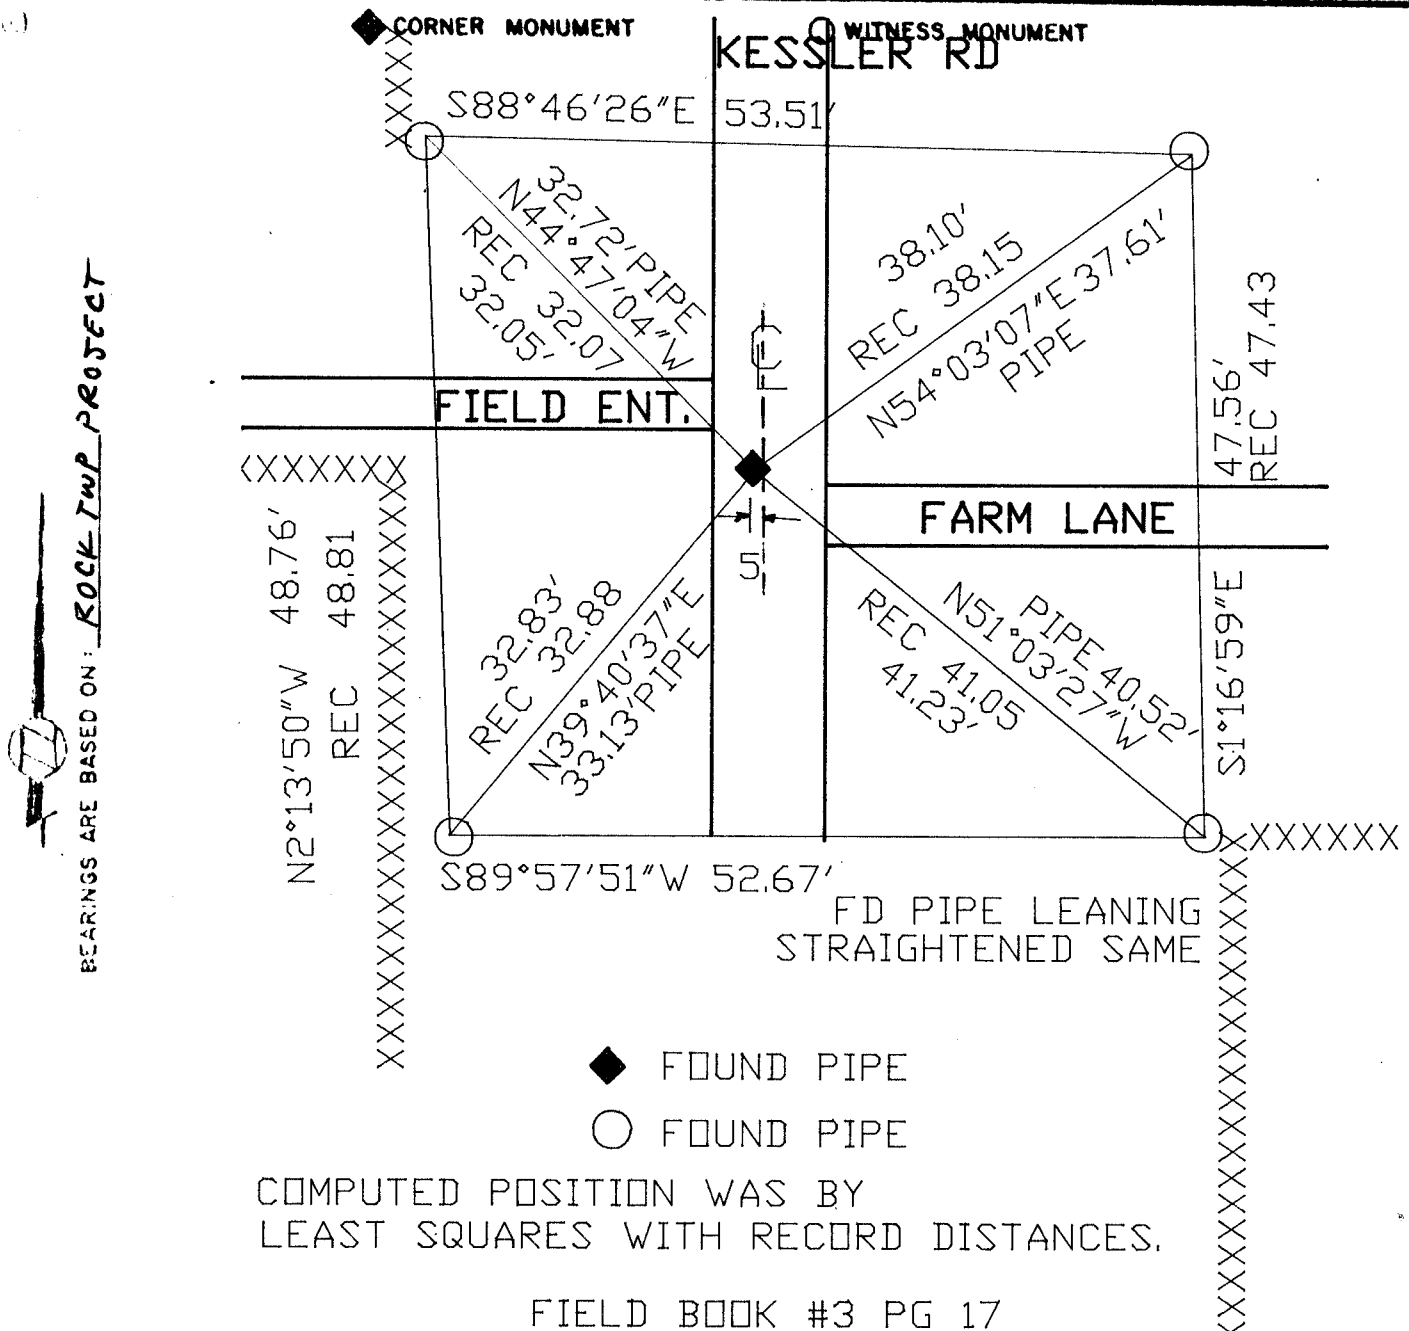 CORNER MONUMENT
WITNESS MONUMENT
KESSLER RD
S88°46'26"E 53.51'
32.72' PIPE
N44°47'04"W
REC 32.07
32.05'
38.10'
REC 38.15
N54°03'07"E 37.61'
PIPE
47.56'
REC 47.43
S1°16'59"E
FIELD ENT.
FARM LANE
5
N2°13'50"W 48.76'
REC 48.81
32.83'
REC 32.88
N39°40'37"E
33.13' PIPE
PIPE 40.52'
N51°03'27"W
REC 41.05
41.23'
S89°57'51"W 52.67'
FD PIPE LEANING
STRAIGHTENED SAME
BEARINGS ARE BASED ON: ROCK TWP PROJECT
FOUND PIPE
FOUND PIPE
COMPUTED POSITION WAS BY
LEAST SQUARES WITH RECORD DISTANCES.
FIELD BOOK #3 PG 17